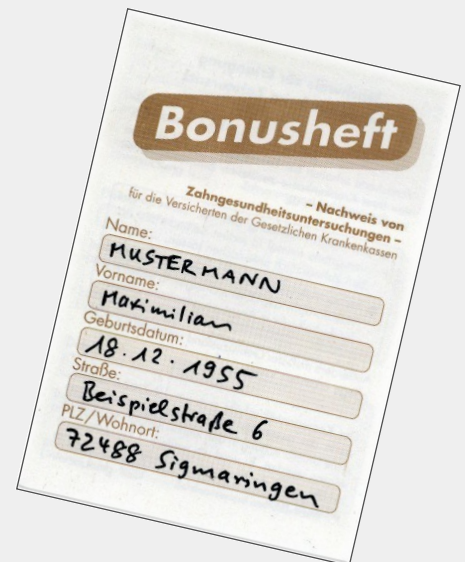 Bonusheft
– Nachweis von
Zahngesundheitsuntersuchungen –
für die Versicherten der Gesetzlichen Krankenkassen
Name:
MUSTERMANN
Vorname:
Maximilian
Geburtsdatum:
18.12.1955
Straße:
Beispielstraße 6
PLZ/Wohnort:
72488 Sigmaringen